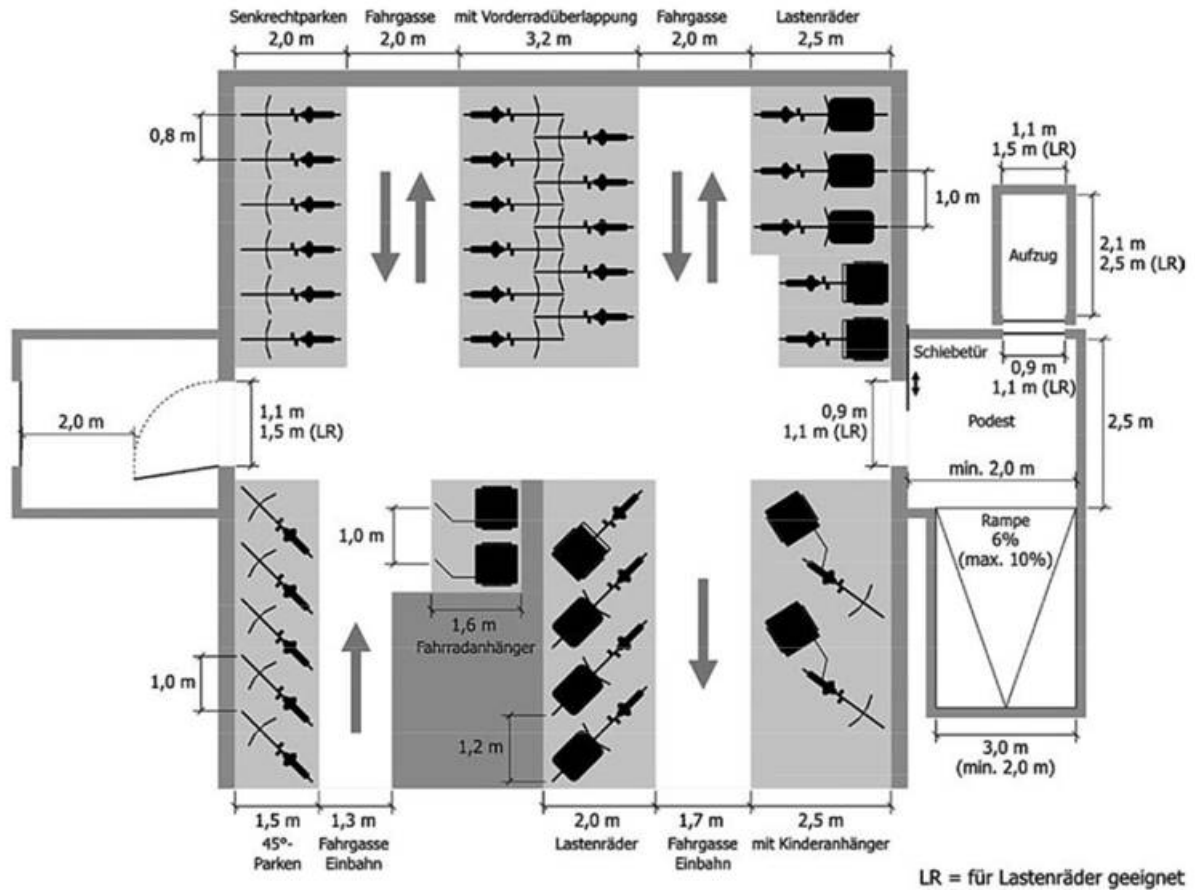 Senkrechtparken
2,0 m
Fahrgasse
2,0 m
mit Vorderradüberlappung
3,2 m
Fahrgasse
2,0 m
Lastenräder
2,5 m
0,8 m
1,0 m
1,1 m
1,5 m (LR)
Aufzug
2,1 m
2,5 m (LR)
2,0 m
1,1 m
1,5 m (LR)
0,9 m
1,1 m (LR)
Schiebetür
0,9 m
1,1 m (LR)
Podest
2,5 m
min. 2,0 m
Rampe
6%
(max. 10%)
3,0 m
(min. 2,0 m)
1,0 m
1,6 m
Fahrradanhänger
1,0 m
1,2 m
1,5 m
45°-
Parken
1,3 m
Fahrgasse
Einbahn
2,0 m
Lastenräder
1,7 m
Fahrgasse
Einbahn
2,5 m
mit Kinderanhänger
LR = für Lastenräder geeignet